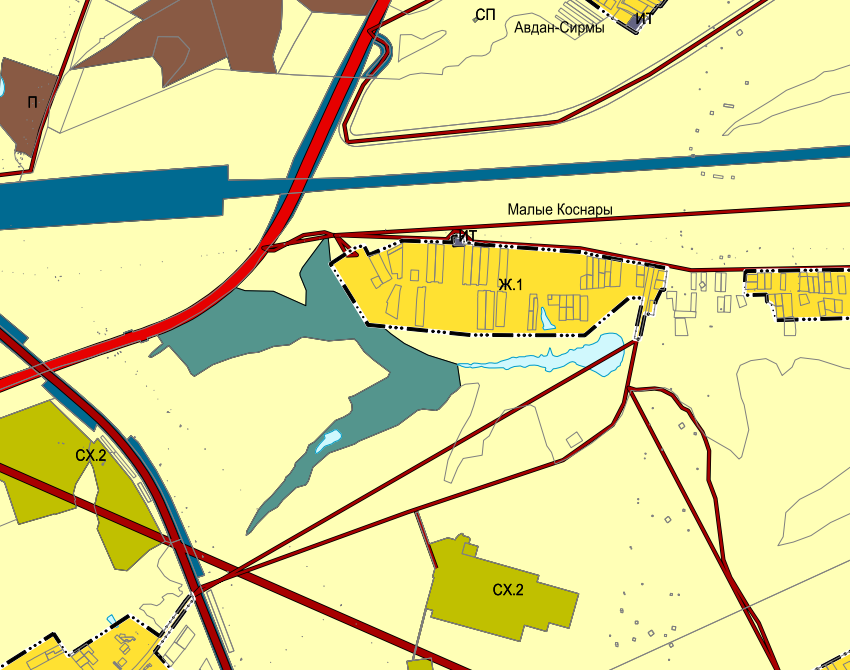 СП
ИТ
Авдан-Сирмы
П
Малые Коснары
ИТ
Ж.1
СХ.2
СХ.2